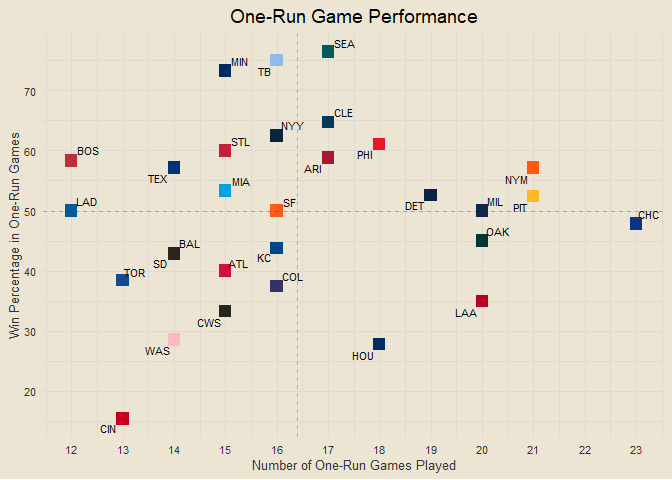 One-Run Game Performance
SEA
MIN
TB
CLE
NYY
STL
PHI
BOS
ARI
TEX
MIA
NYM
LAD
SF
DET
MIL
PIT
CHC
OAK
BAL
SD
KC
ATL
TOR
COL
CWS
LAA
WAS
HOU
CIN
70
60
50
40
30
20
Win Percentage in One-Run Games
12 13 14 15 16 17 18 19 20 21 22 23
Number of One-Run Games Played